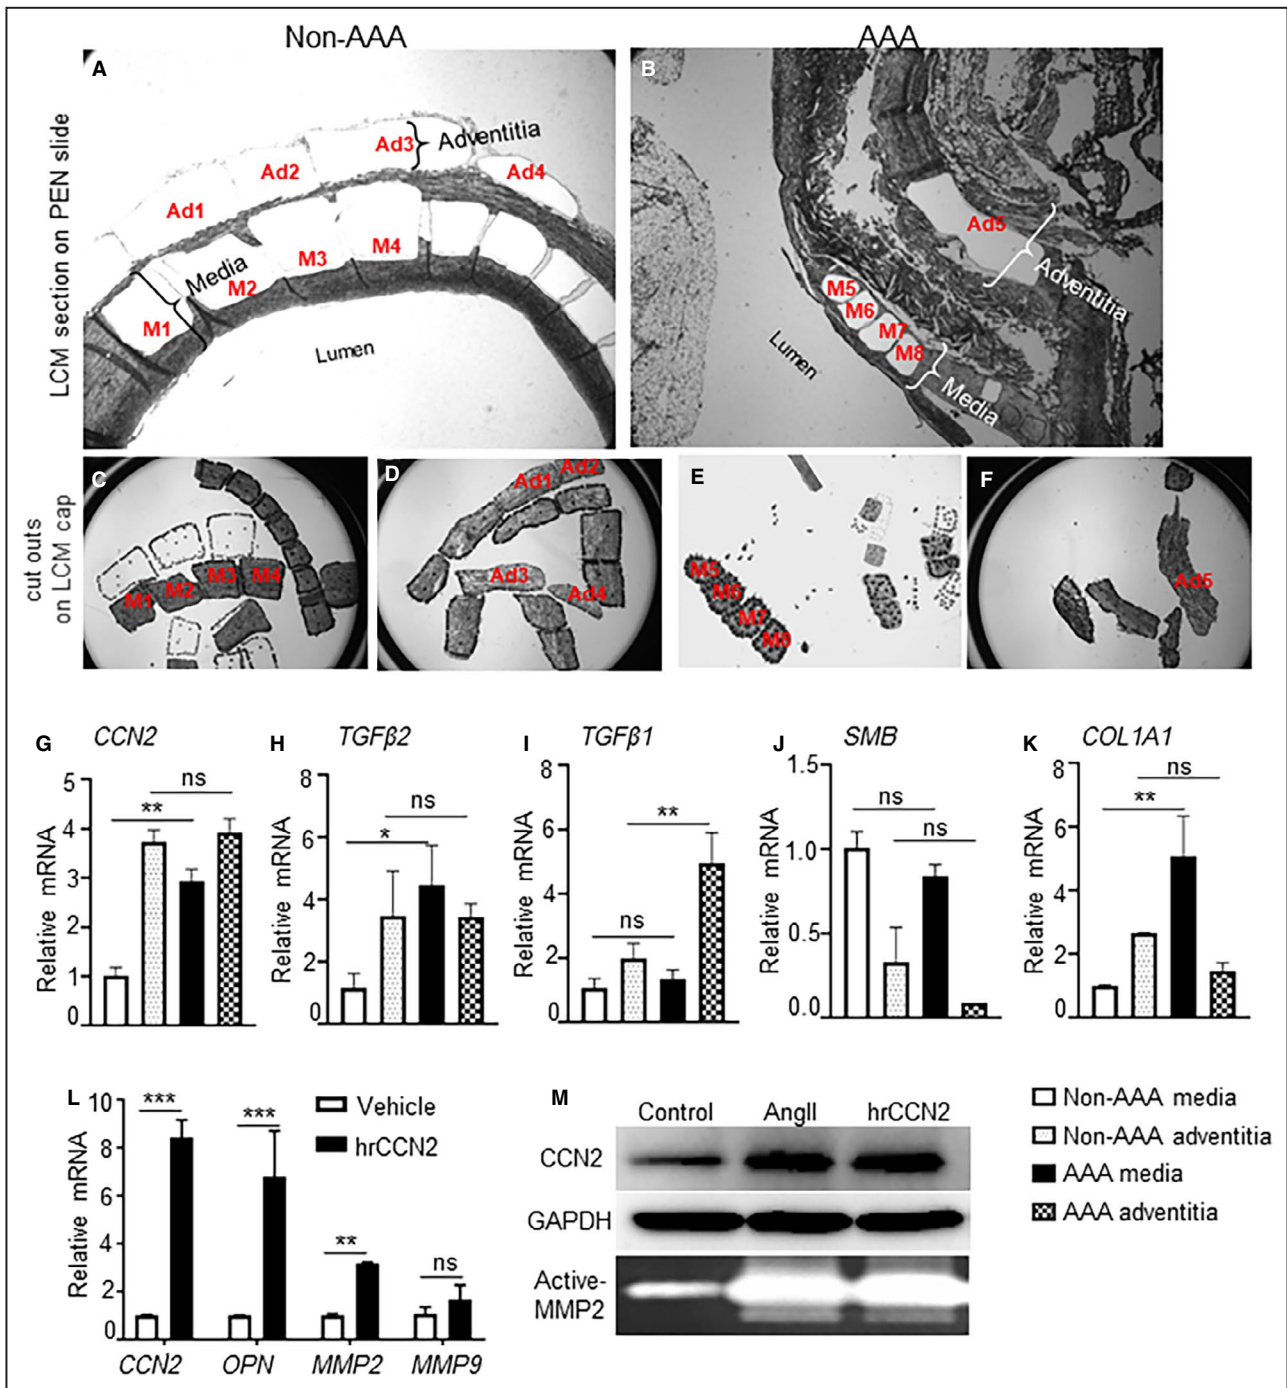 Non-AAA
AAA
LCM section on PEN slide
A
Ad1
Ad2
Ad3
Adventitia
Ad4
M1
Media
M2
M3
M4
Lumen
B
Ad5
Adventitia
M5
M6
M7
M8
Media
Lumen
cut outs
on LCM cap
C
M1
M2
M3
M4
D
Ad1
Ad2
Ad3
Ad4
E
M5
M6
M7
M8
F
Ad5
G
CCN2
Relative mRNA
5
4
3
2
1
0
**
ns
H
TGFβ2
Relative mRNA
8
6
4
2
0
*
ns
I
TGFβ1
Relative mRNA
8
6
4
2
0
ns
**
J
SMB
Relative mRNA
1.5
1.0
0.5
0.0
ns
ns
K
COL1A1
Relative mRNA
8
6
4
2
0
**
ns
L
Relative mRNA
10
8
6
4
2
0
***
***
**
ns
Vehicle
hrCCN2
CCN2
OPN
MMP2
MMP9
M
Control
AngII
hrCCN2
CCN2
GAPDH
Active-
MMP2
Non-AAA media
Non-AAA adventitia
AAA media
AAA adventitia